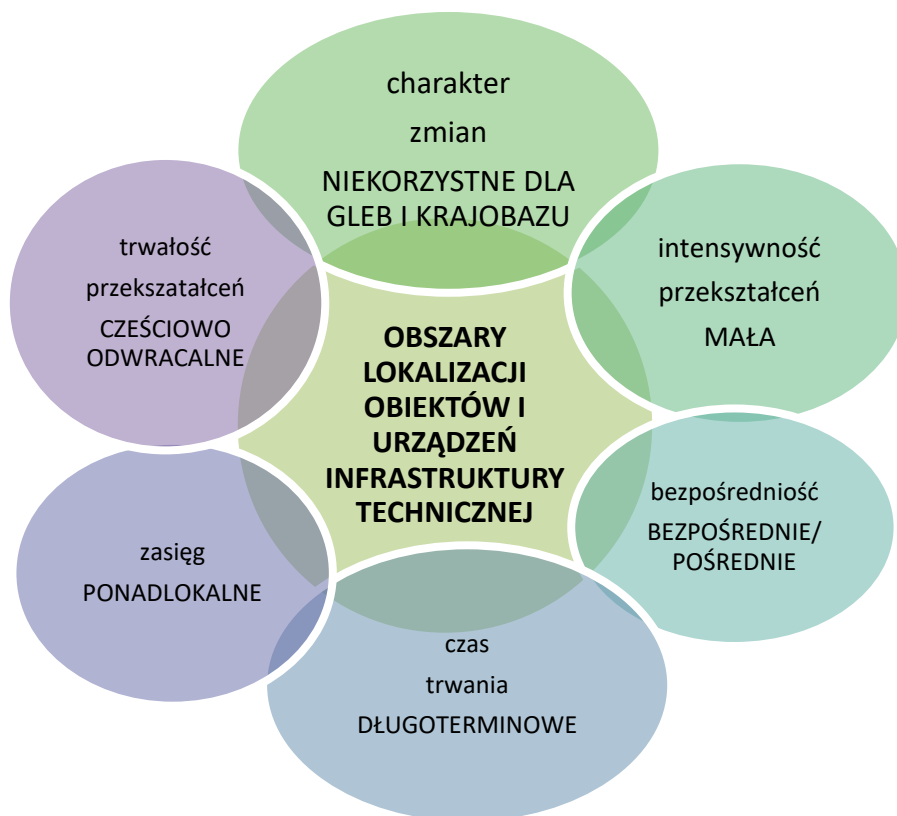 charakter
zmian
NIEKORZYSTNE DLA
GLEB I KRAJOBAZU
intensywność
przekształceń
MAŁA
bezpośredniość
BEZPOŚREDNIE/
POŚREDNIE
czas
trwania
DŁUGOTERMINOWE
zasięg
PONADLOKALNE
trwałość
przekszatałceń
CZEŚCIOWO
ODWRACALNE
OBSZARY
LOKALIZACJI
OBIEKTÓW I
URZĄDZEŃ
INFRASTRUKTURY
TECHNICZNEJ